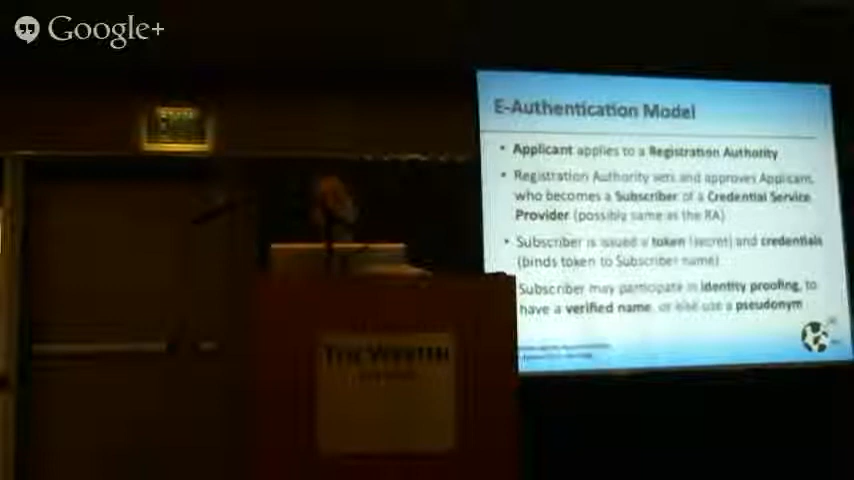 Google+
E-Authentication Model
• Applicant applies to a Registration Authority
• Registration Authority vets and approves Applicant,
who becomes a Subscriber of a Credential Service
Provider (possibly same as the RA)
• Subscriber is issued a token (secret) and credentials
(binds token to Subscriber name)
Subscriber may participate in identity proofing, to
have a verified name, or else use a pseudonym
THE WESTIN